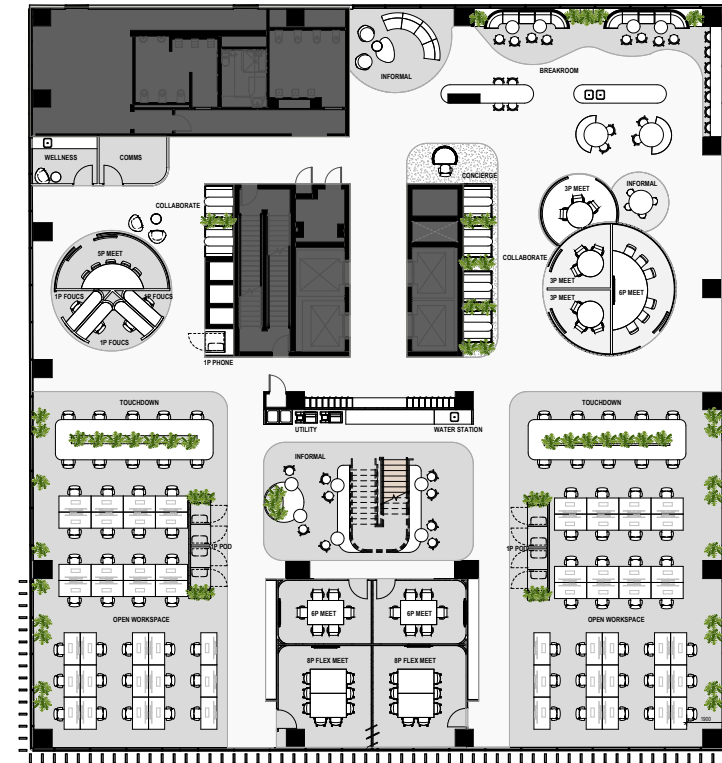 INFORMAL
BREAKROOM
WELLNESS
COMMS
CONCIERGE
3P MEET
INFORMAL
COLLABORATE
5P MEET
COLLABORATE
3P MEET
6P MEET
1P FOUCS
1P FOUCS
3P MEET
1P FOUCS
1P PHONE
TOUCHDOWN
TOUCHDOWN
UTILITY
WATER STATION
INFORMAL
1P POD
1P POD
6P MEET
6P MEET
OPEN WORKSPACE
OPEN WORKSPACE
8P FLEX MEET
8P FLEX MEET
1900